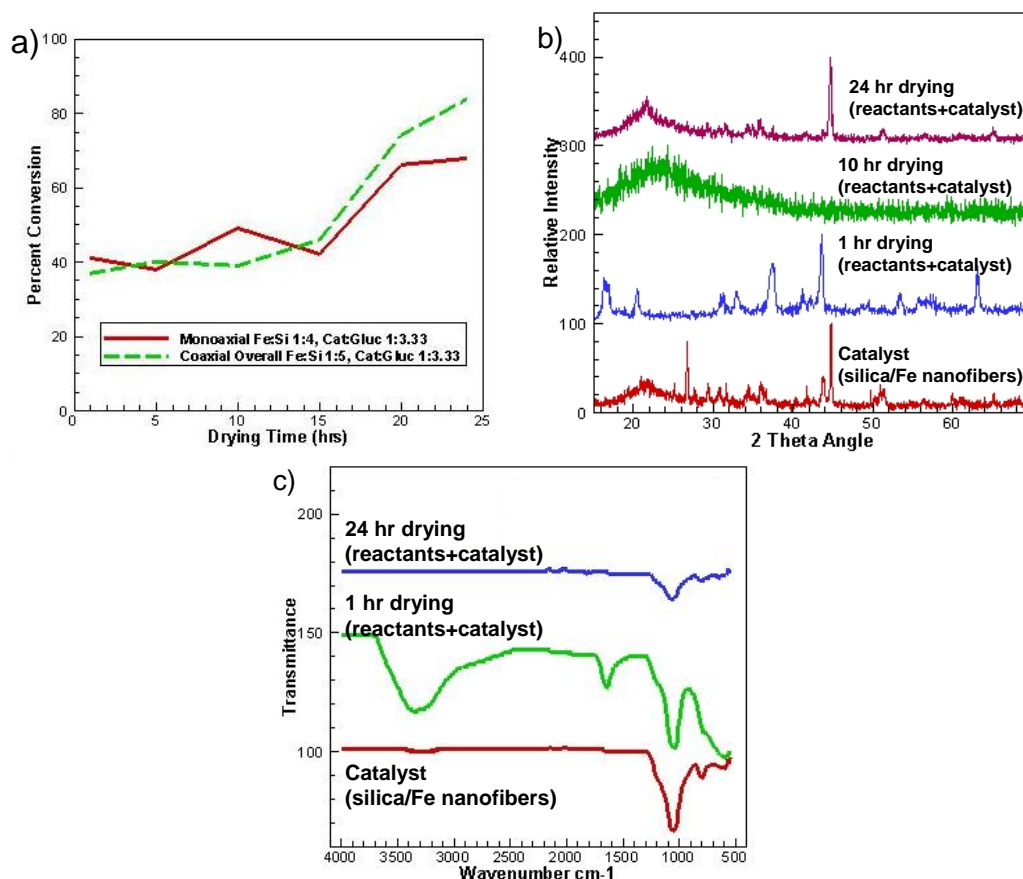 a)
100
80
60
40
20
0
Percent Conversion
0 5 10 15 20 25
Drying Time (hrs)
Monoaxial Fe:Si 1:4, Cat:Gluc 1:3.33
Coaxial Overall Fe:Si 1:5, Cat:Gluc 1:3.33
b)
400
300
200
100
0
Relative Intensity
24 hr drying
(reactants+catalyst)
10 hr drying
(reactants+catalyst)
1 hr drying
(reactants+catalyst)
Catalyst
(silica/Fe nanofibers)
20 30 40 50 60
2 Theta Angle
c)
200
150
100
Transmittance
24 hr drying
(reactants+catalyst)
1 hr drying
(reactants+catalyst)
Catalyst
(silica/Fe nanofibers)
4000 3500 3000 2500 2000 1500 1000 500
Wavenumber cm-1